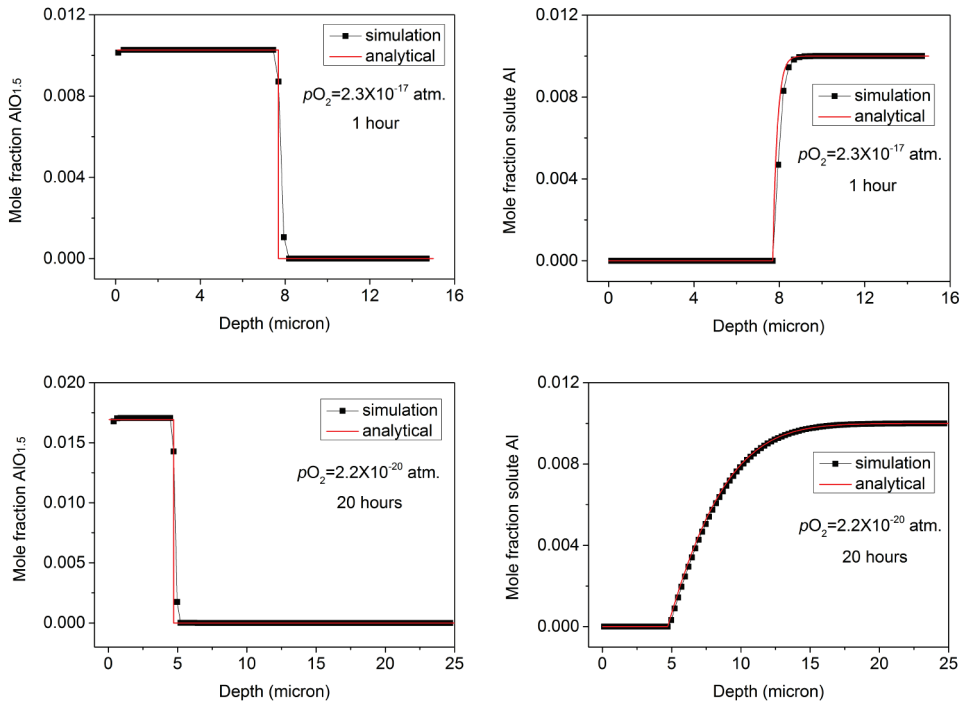 0.012
0.008
0.004
0.000
Mole fraction AlO1.5
simulation
analytical
pO2=2.3X10-17 atm.
1 hour
0 4 8 12 16
Depth (micron)
0.012
0.008
0.004
0.000
Mole fraction solute Al
simulation
analytical
pO2=2.3X10-17 atm.
1 hour
0 4 8 12 16
Depth (micron)
0.020
0.015
0.010
0.005
0.000
Mole fraction AlO1.5
simulation
analytical
pO2=2.2X10-20 atm.
20 hours
0 5 10 15 20 25
Depth (micron)
0.012
0.008
0.004
0.000
Mole fraction solute Al
simulation
analytical
pO2=2.2X10-20 atm.
20 hours
0 5 10 15 20 25
Depth (micron)